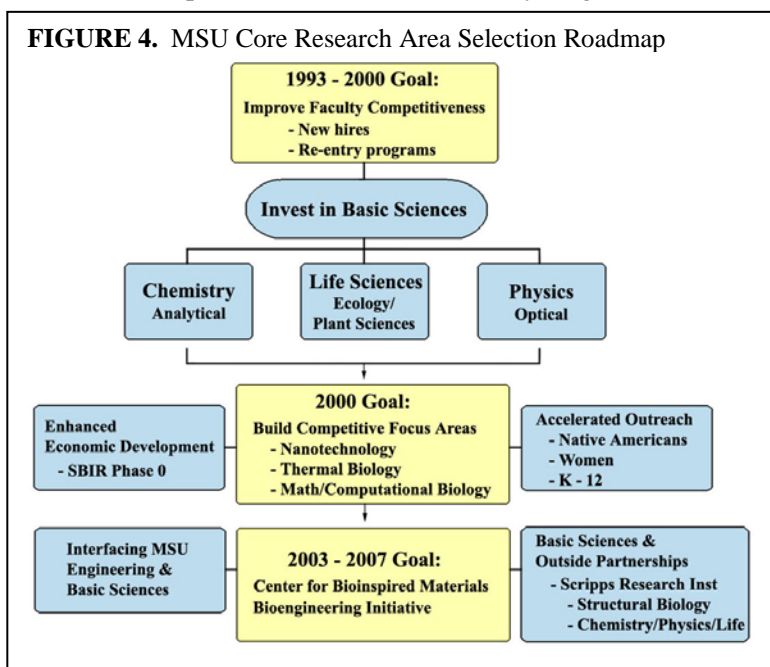 FIGURE 4. MSU Core Research Area Selection Roadmap
1993 - 2000 Goal:
Improve Faculty Competitiveness
- New hires
- Re-entry programs
Invest in Basic Sciences
Chemistry
Analytical
Life Sciences
Ecology/
Plant Sciences
Physics
Optical
Enhanced
Economic Development
- SBIR Phase 0
2000 Goal:
Build Competitive Focus Areas
- Nanotechnology
- Thermal Biology
- Math/Computational Biology
Accelerated Outreach
- Native Americans
- Women
- K - 12
Interfacing MSU
Engineering &
Basic Sciences
2003 - 2007 Goal:
Center for Bioinspired Materials
Bioengineering Initiative
Basic Sciences &
Outside Partnerships
- Scripps Research Inst
- Structural Biology
- Chemistry/Physics/Life